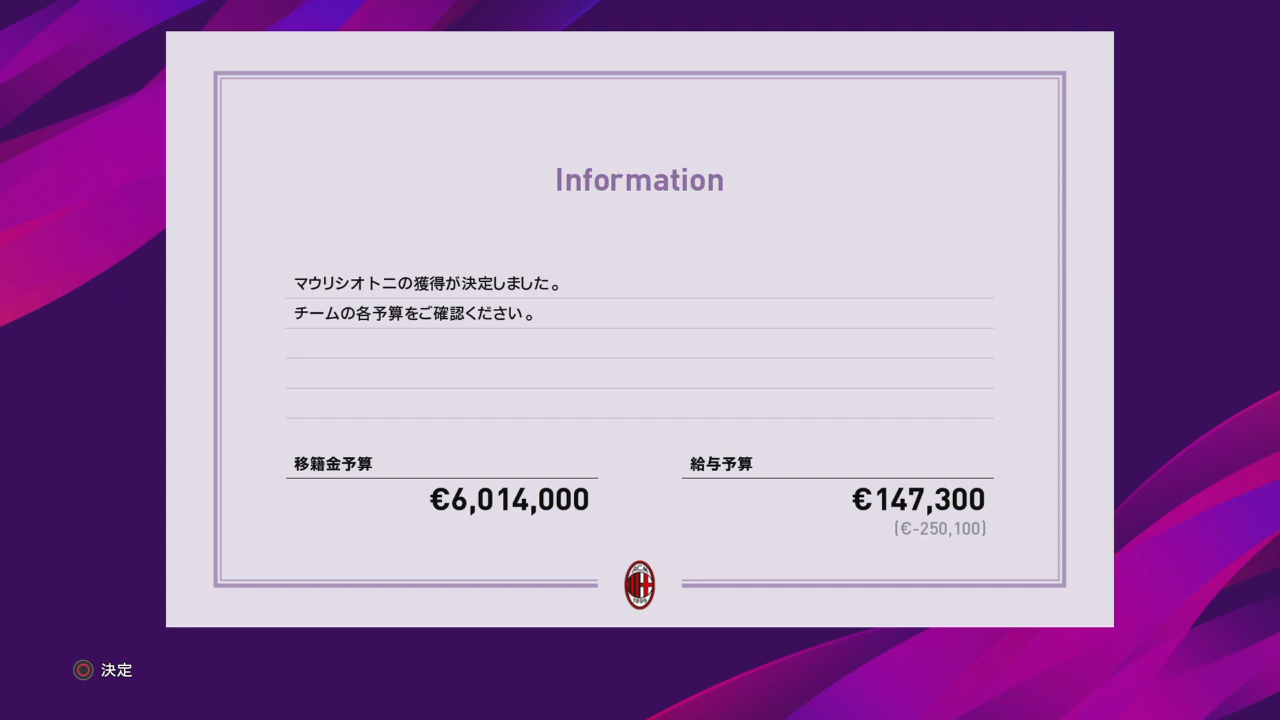 Information
マウリシオトニの獲得が決定しました。
チームの各予算をご確認ください。
移籍金予算
給与予算
€6,014,000
€147,300
(€-250,100)
ACM
1899
決定